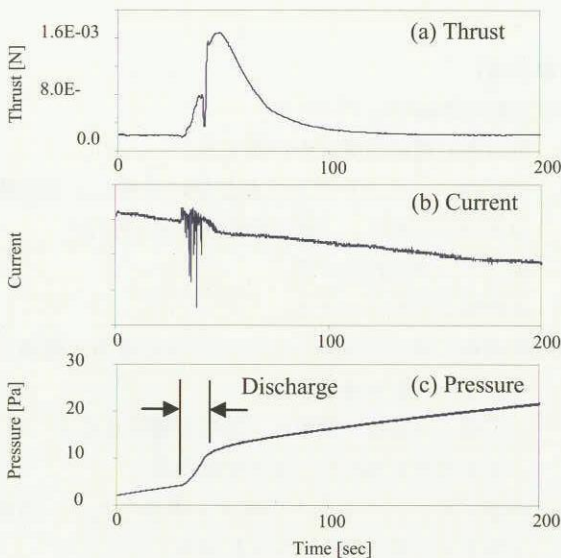 (a) Thrust
Thrust [N]
1.6E-03
8.0E-
0.0
0
100
200
(b) Current
Current
0
100
200
(c) Pressure
Discharge
Pressure [Pa]
30
20
10
0
0
100
200
Time [sec]